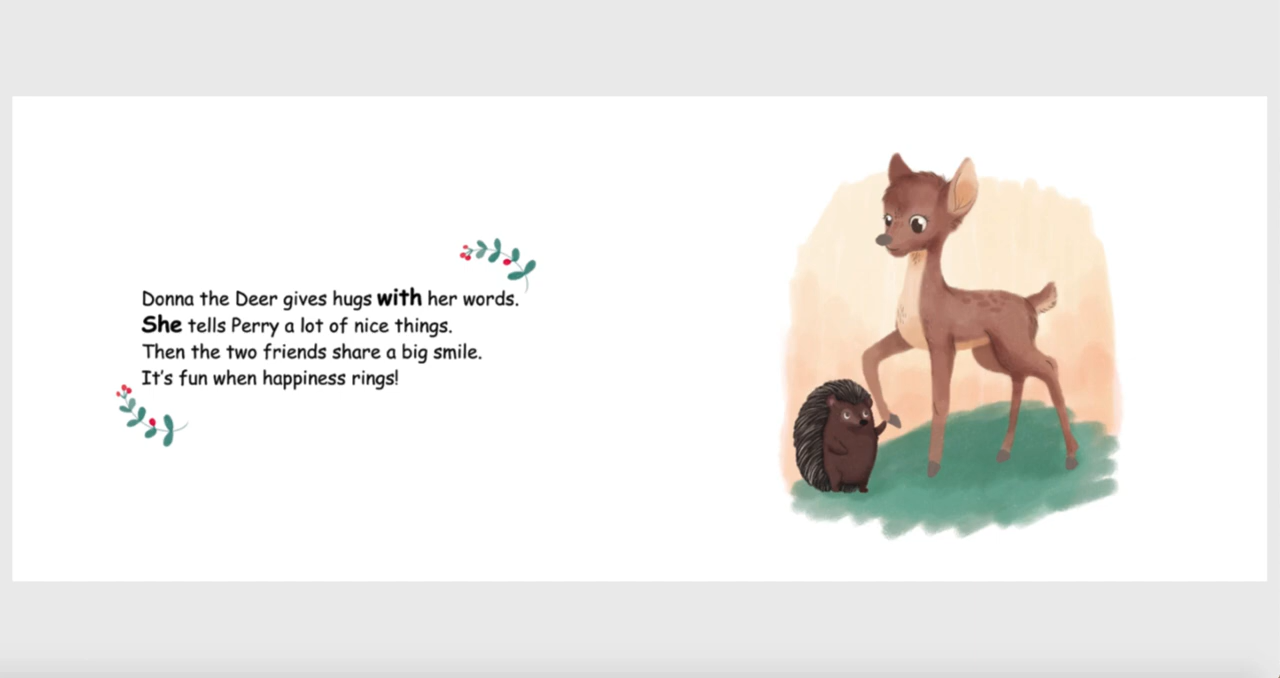 Donna the Deer gives hugs with her words.
She tells Perry a lot of nice things.
Then the two friends share a big smile.
It's fun when happiness rings!